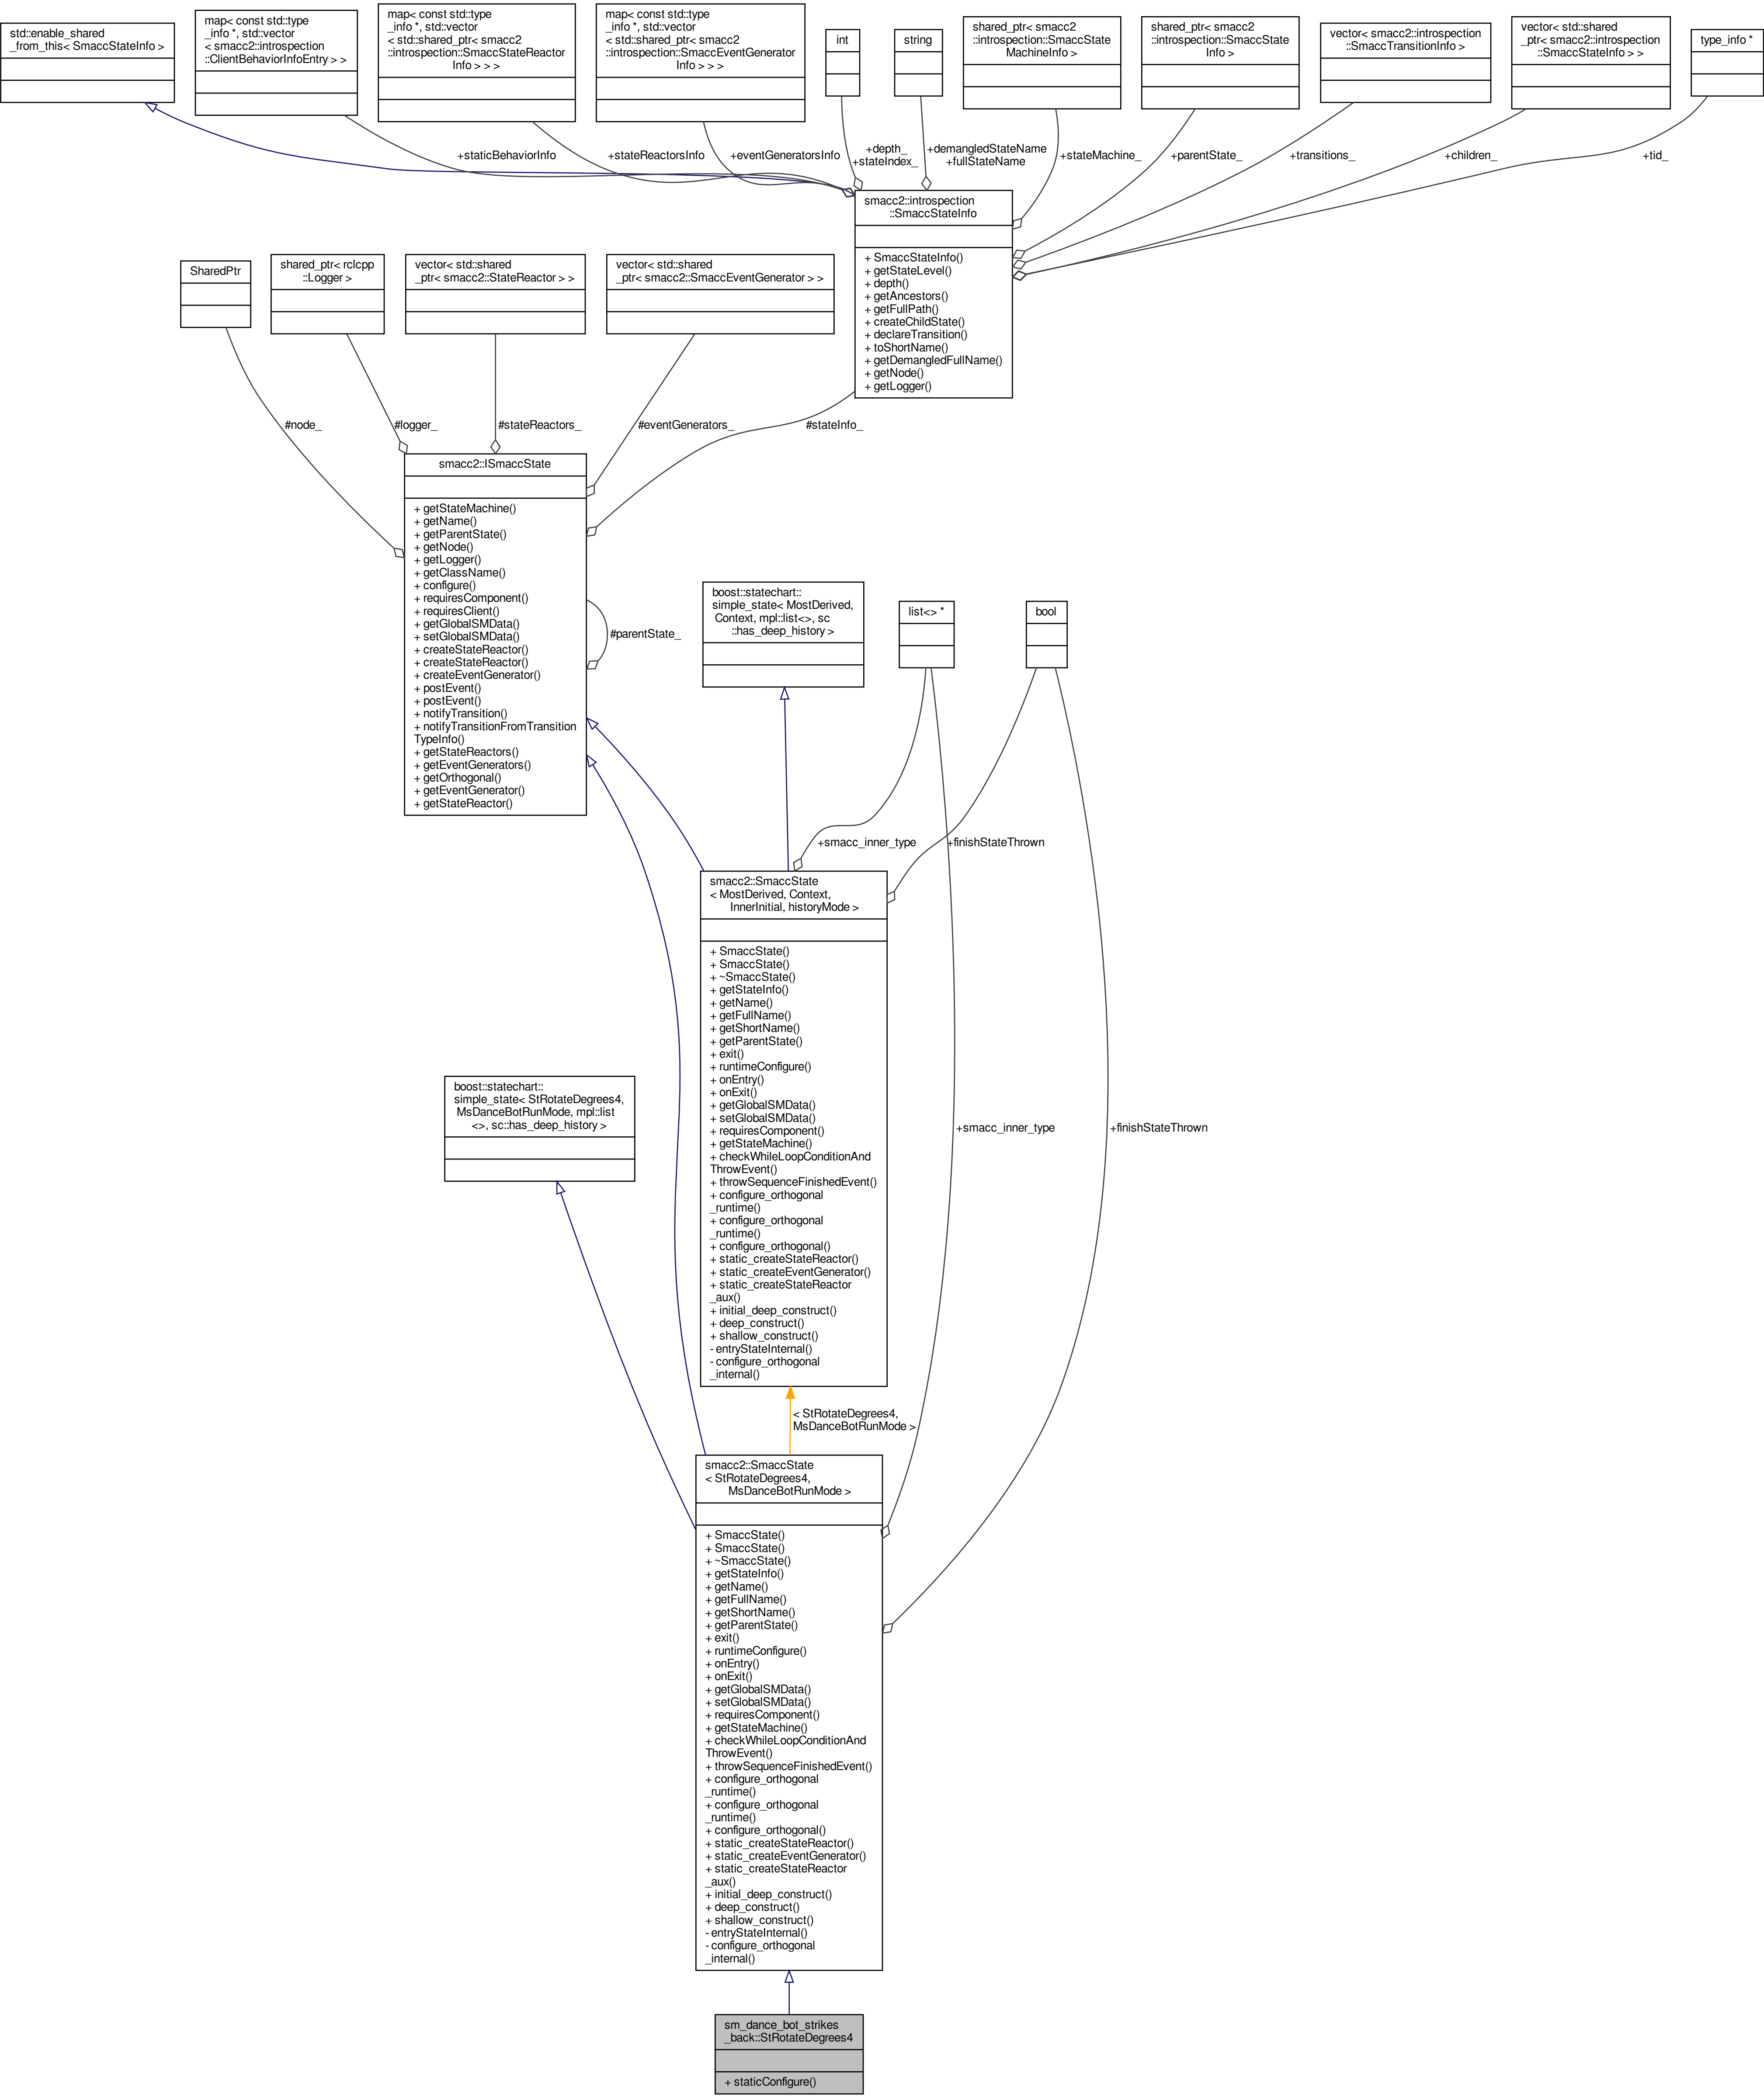 std::enable_shared
_from_this< SmaccStateInfo >
map< const std::type
_info *, std::vector
< smacc2::introspection
::ClientBehaviorInfoEntry > >
map< const std::type
_info *, std::vector
< std::shared_ptr< smacc2
::introspection::SmaccStateReactor
Info > > >
map< const std::type
_info *, std::vector
< std::shared_ptr< smacc2
::introspection::SmaccEventGenerator
Info > > >
int
string
shared_ptr< smacc2
::introspection::SmaccState
MachineInfo >
shared_ptr< smacc2
::introspection::SmaccState
Info >
vector< smacc2::introspection
::SmaccTransitionInfo >
vector< std::shared
_ptr< smacc2::introspection
::SmaccStateInfo > >
type_info *
+staticBehaviorInfo
+stateReactorsInfo
+eventGeneratorsInfo
+depth_
+stateIndex_
+demangledStateName
+fullStateName
+stateMachine_
+parentState_
+transitions_
+children_
+tid_
smacc2::introspection
::SmaccStateInfo
+ SmaccStateInfo()
+ getStateLevel()
+ depth()
+ getAncestors()
+ getFullPath()
+ createChildState()
+ declareTransition()
+ toShortName()
+ getDemangledFullName()
+ getNode()
+ getLogger()
SharedPtr
shared_ptr< rclcpp
::Logger >
vector< std::shared
_ptr< smacc2::StateReactor > >
vector< std::shared
_ptr< smacc2::SmaccEventGenerator > >
#node_
#logger_
#stateReactors_
#eventGenerators_
#stateInfo_
smacc2::ISmaccState
+ getStateMachine()
+ getName()
+ getParentState()
+ getNode()
+ getLogger()
+ getClassName()
+ configure()
+ requiresComponent()
+ requiresClient()
+ getGlobalSMData()
+ setGlobalSMData()
+ createStateReactor()
+ createStateReactor()
+ createEventGenerator()
+ postEvent()
+ postEvent()
+ notifyTransition()
+ notifyTransitionFromTransition
TypeInfo()
+ getStateReactors()
+ getEventGenerators()
+ getOrthogonal()
+ getEventGenerator()
+ getStateReactor()
#parentState_
boost::statechart::
simple_state< MostDerived,
Context, mpl::list<>, sc
::has_deep_history >
list<> *
bool
+smacc_inner_type
+finishStateThrown
smacc2::SmaccState
< MostDerived, Context,
InnerInitial, historyMode >
+ SmaccState()
+ SmaccState()
+ ~SmaccState()
+ getStateInfo()
+ getName()
+ getFullName()
+ getShortName()
+ getParentState()
+ exit()
+ runtimeConfigure()
+ onEntry()
+ onExit()
+ getGlobalSMData()
+ setGlobalSMData()
+ requiresComponent()
+ getStateMachine()
+ checkWhileLoopConditionAnd
ThrowEvent()
+ throwSequenceFinishedEvent()
+ configure_orthogonal
_runtime()
+ configure_orthogonal
_runtime()
+ configure_orthogonal()
+ static_createStateReactor()
+ static_createEventGenerator()
+ static_createStateReactor
_aux()
+ initial_deep_construct()
+ deep_construct()
+ shallow_construct()
- entryStateInternal()
- configure_orthogonal
_internal()
boost::statechart::
simple_state< StRotateDegrees4,
MsDanceBotRunMode, mpl::list
<>, sc::has_deep_history >
+smacc_inner_type
+finishStateThrown
< StRotateDegrees4,
MsDanceBotRunMode >
smacc2::SmaccState
< StRotateDegrees4,
MsDanceBotRunMode >
+ SmaccState()
+ SmaccState()
+ ~SmaccState()
+ getStateInfo()
+ getName()
+ getFullName()
+ getShortName()
+ getParentState()
+ exit()
+ runtimeConfigure()
+ onEntry()
+ onExit()
+ getGlobalSMData()
+ setGlobalSMData()
+ requiresComponent()
+ getStateMachine()
+ checkWhileLoopConditionAnd
ThrowEvent()
+ throwSequenceFinishedEvent()
+ configure_orthogonal
_runtime()
+ configure_orthogonal
_runtime()
+ configure_orthogonal()
+ static_createStateReactor()
+ static_createEventGenerator()
+ static_createStateReactor
_aux()
+ initial_deep_construct()
+ deep_construct()
+ shallow_construct()
- entryStateInternal()
- configure_orthogonal
_internal()
sm_dance_bot_strikes
_back::StRotateDegrees4
+ staticConfigure()